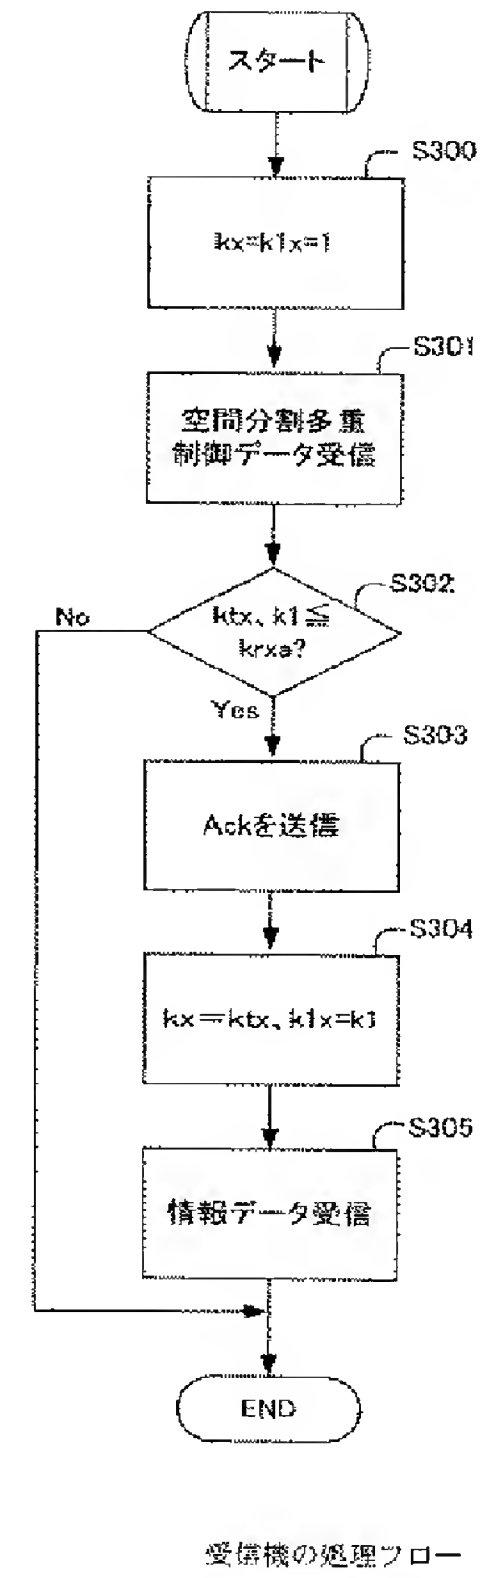 スタート
S300
kx=k1x=1
S301
空間分割多重
制御データ受信
S302
ktx、k1≦
krxa?
No
Yes
S303
Ackを送信
S304
kx=ktx、k1x=k1
S305
情報データ受信
END
受信機の処理フロー